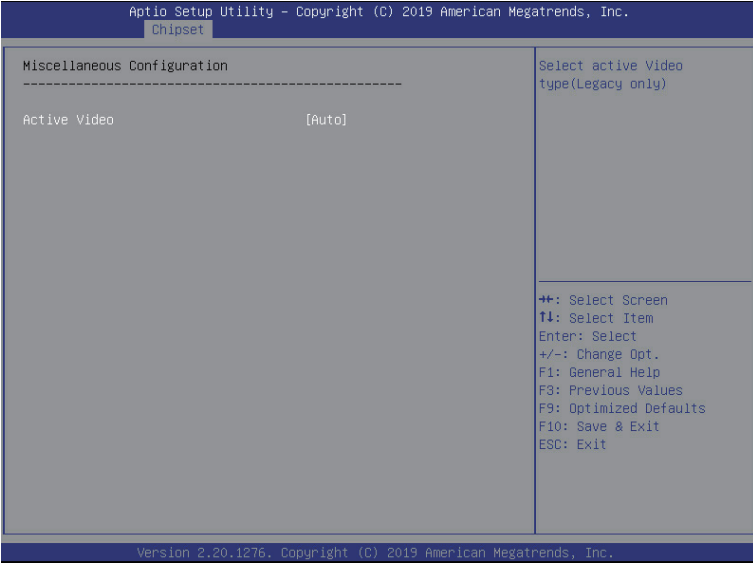 Aptio Setup Utility – Copyright (C) 2019 American Megatrends, Inc.
Chipset
Miscellaneous Configuration
--------------------------------------------------
Active Video [Auto]
Select active Video
type(Legacy only)
→←: Select Screen
↑↓: Select Item
Enter: Select
+/-: Change Opt.
F1: General Help
F3: Previous Values
F9: Optimized Defaults
F10: Save & Exit
ESC: Exit
Version 2.20.1276. Copyright (C) 2019 American Megatrends, Inc.